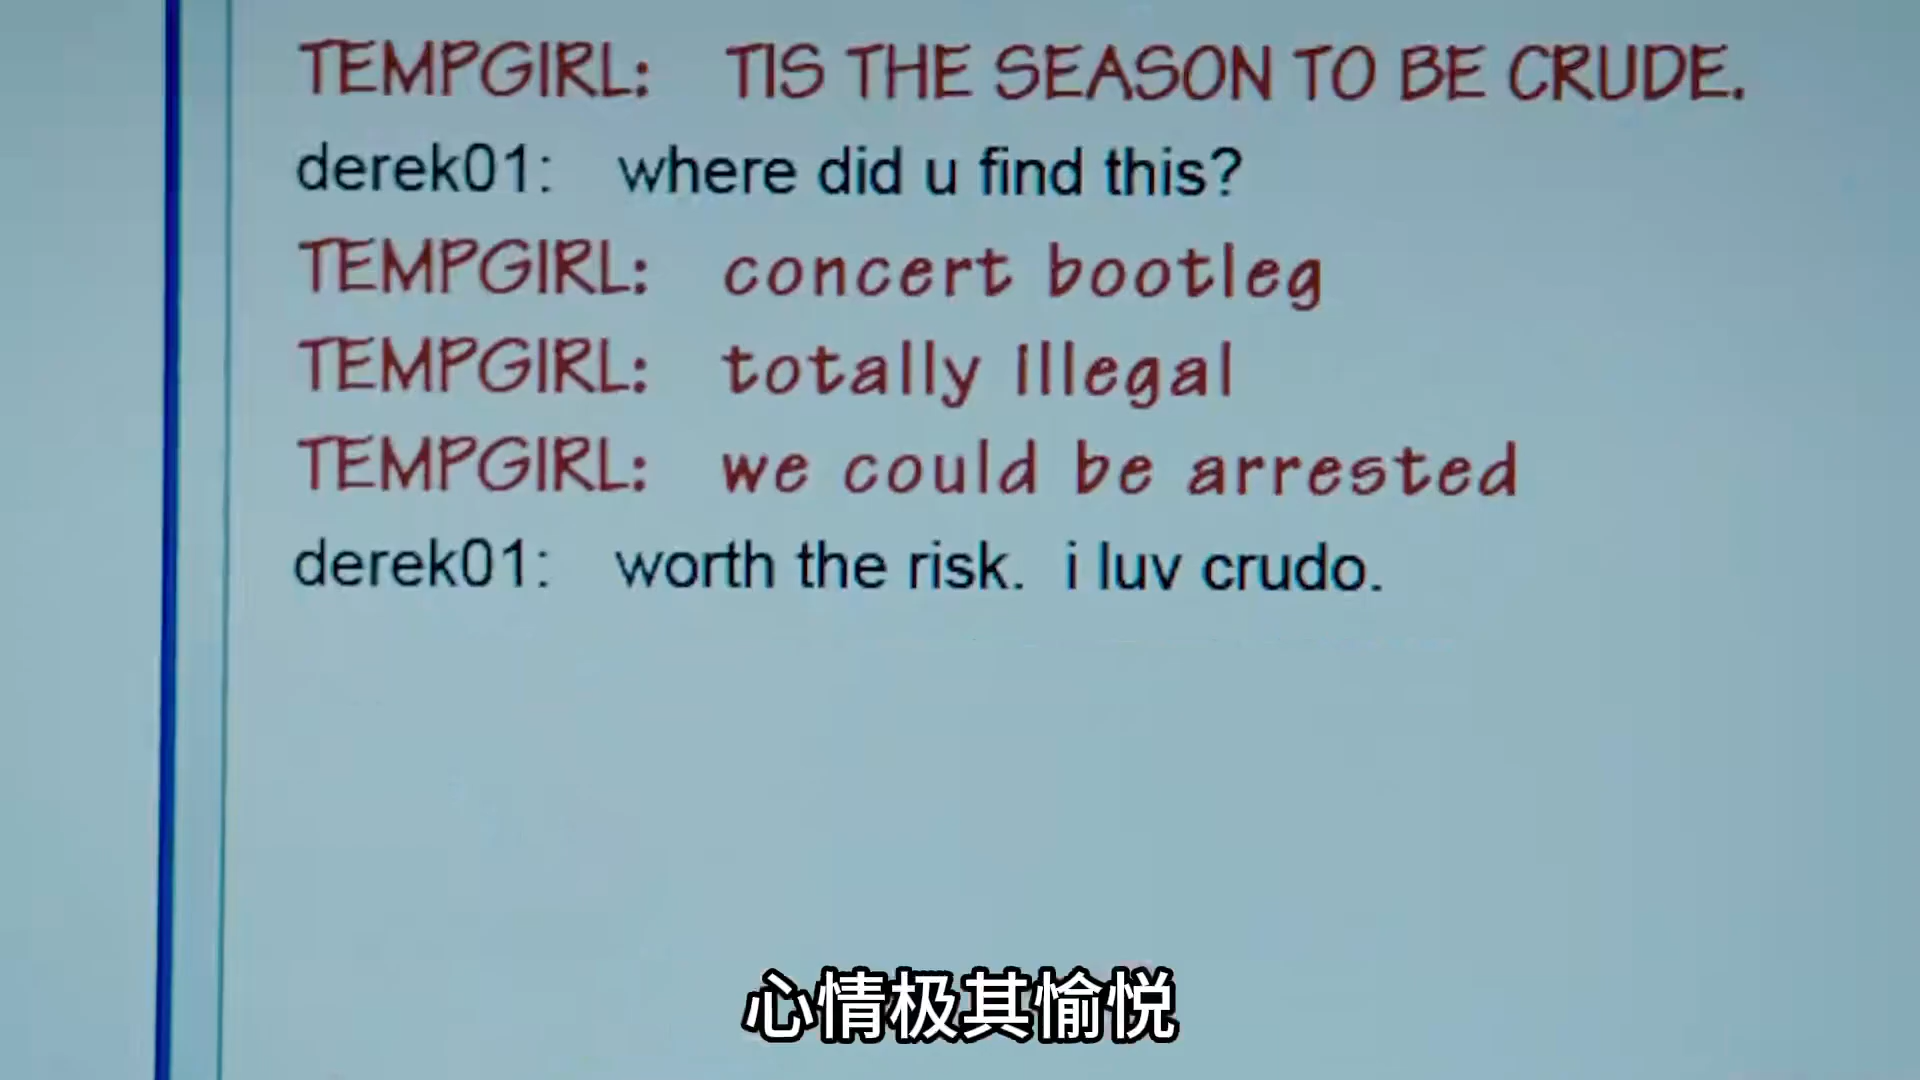 TEMPGIRL: TIS THE SEASON TO BE CRUDE.
derek01: where did u find this?
TEMPGIRL: concert bootleg
TEMPGIRL: totally illegal
TEMPGIRL: we could be arrested
derek01: worth the risk. i luv crudo.
心情极其愉悦